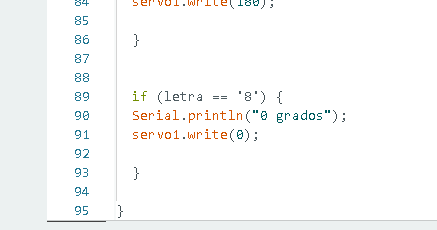 84 servo1.write(180);
85
86 }
87
88
89 if (letra == '8') {
90 Serial.println("0 grados");
91 servo1.write(0);
92
93 }
94
95 }